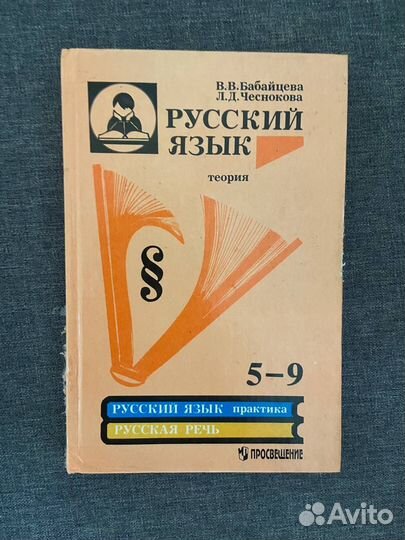 В.В.Бабайцева
Л.Д.Чеснокова
РУССКИЙ
ЯЗЫК
теория
§
5–9
РУССКИЙ ЯЗЫК практика
РУССКАЯ РЕЧЬ
ПРОСВЕЩЕНИЕ
Avito